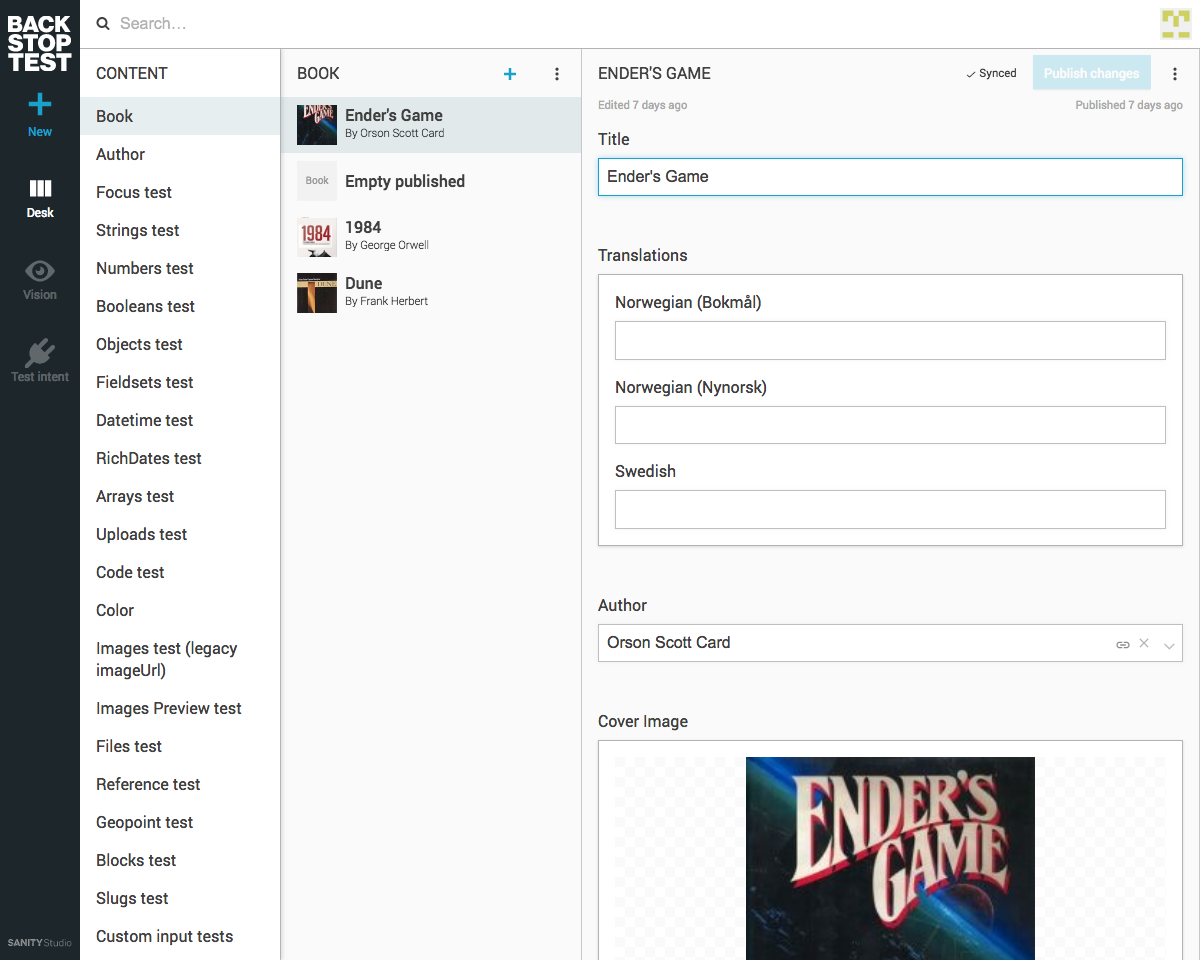 BACK
STOP
TEST
New
Desk
Vision
Test intent
SANITY Studio
Search…
CONTENT
Book
Author
Focus test
Strings test
Numbers test
Booleans test
Objects test
Fieldsets test
Datetime test
RichDates test
Arrays test
Uploads test
Code test
Color
Images test (legacy
imageUrl)
Images Preview test
Files test
Reference test
Geopoint test
Blocks test
Slugs test
Custom input tests
BOOK
Ender's Game
By Orson Scott Card
Book
Empty published
1984
1984
By George Orwell
DUNE
Dune
By Frank Herbert
ENDER'S GAME
Synced
Publish changes
Edited 7 days ago
Published 7 days ago
Title
Ender's Game
Translations
Norwegian (Bokmål)
Norwegian (Nynorsk)
Swedish
Author
Orson Scott Card
Cover Image
ENDER'S
GAME